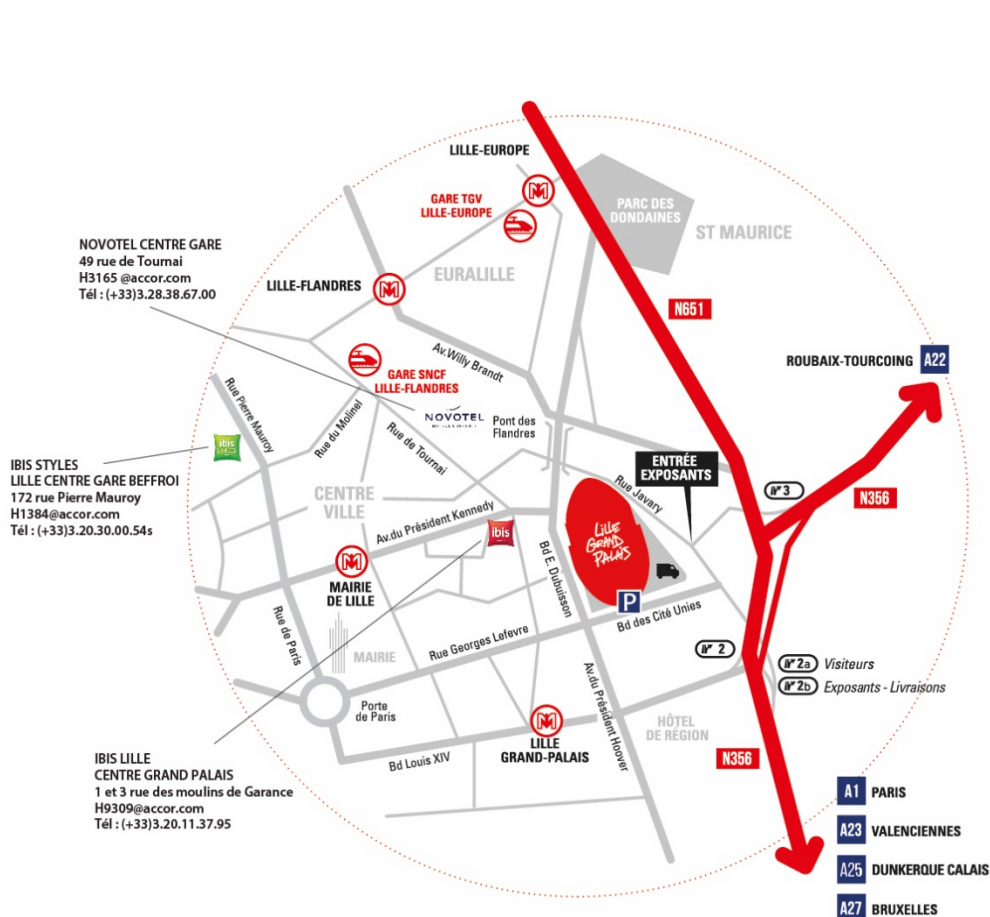 LILLE-EUROPE
GARE TGV
LILLE-EUROPE
PARC DES
DONDAINES
ST MAURICE
NOVOTEL CENTRE GARE
49 rue de Tournai
H3165 @accor.com
Tél : (+33)3.28.38.67.00
EURALILLE
LILLE-FLANDRES
N651
Av.Willy Brandt
ROUBAIX-TOURCOING
A22
GARE SNCF
LILLE-FLANDRES
Rue Pierre Mauroy
Rue du Molinel
NOVOTEL
Pont des
Flandres
Rue de Tournai
ibis
IBIS STYLES
LILLE CENTRE GARE BEFFROI
172 rue Pierre Mauroy
H1384@accor.com
Tél : (+33)3.20.30.00.54s
ENTRÉE
EXPOSANTS
CENTRE
VILLE
Rue Javary
N° 3
N356
Av.du Président Kennedy
ibis
LILLE
GRAND
PALAIS
Bd E. Dubuisson
MAIRIE
DE LILLE
P
Bd des Cité Unies
Rue de Paris
MAIRIE
Rue Georges Lefevre
N° 2
N° 2a Visiteurs
N° 2b Exposants - Livraisons
Porte
de Paris
Av.du Président Hoover
HÔTEL
DE RÉGION
LILLE
GRAND-PALAIS
Bd Louis XIV
N356
IBIS LILLE
CENTRE GRAND PALAIS
1 et 3 rue des moulins de Garance
H9309@accor.com
Tél : (+33)3.20.11.37.95
A1 PARIS
A23 VALENCIENNES
A25 DUNKERQUE CALAIS
A27 BRUXELLES